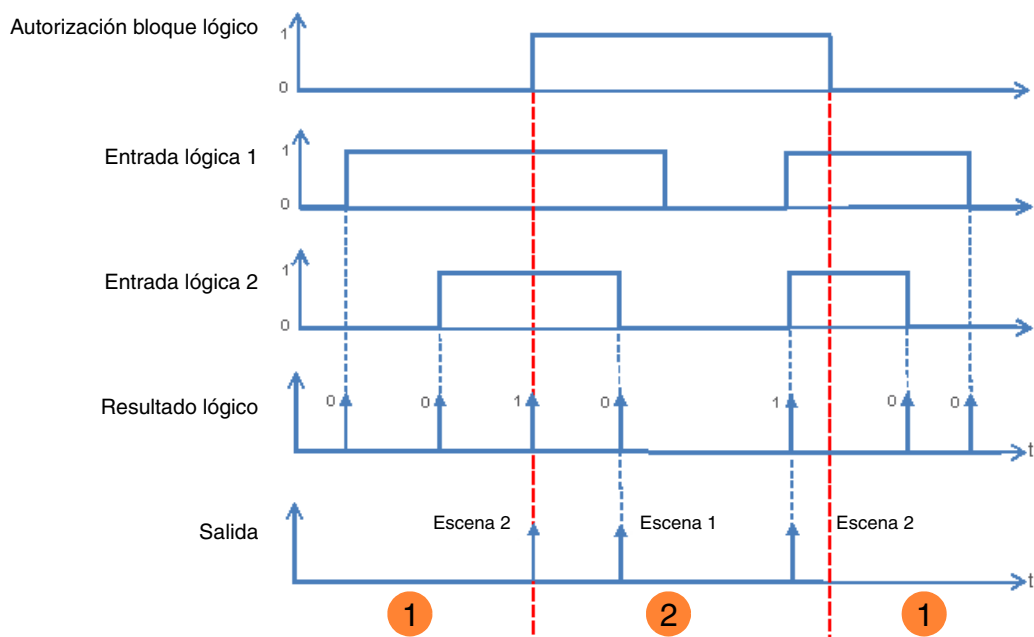 Autorización bloque lógico
1
0
Entrada lógica 1
1
0
Entrada lógica 2
1
0
Resultado lógico
0
0
1
0
1
0
0
t
Salida
Escena 2
Escena 1
Escena 2
t
1
2
1